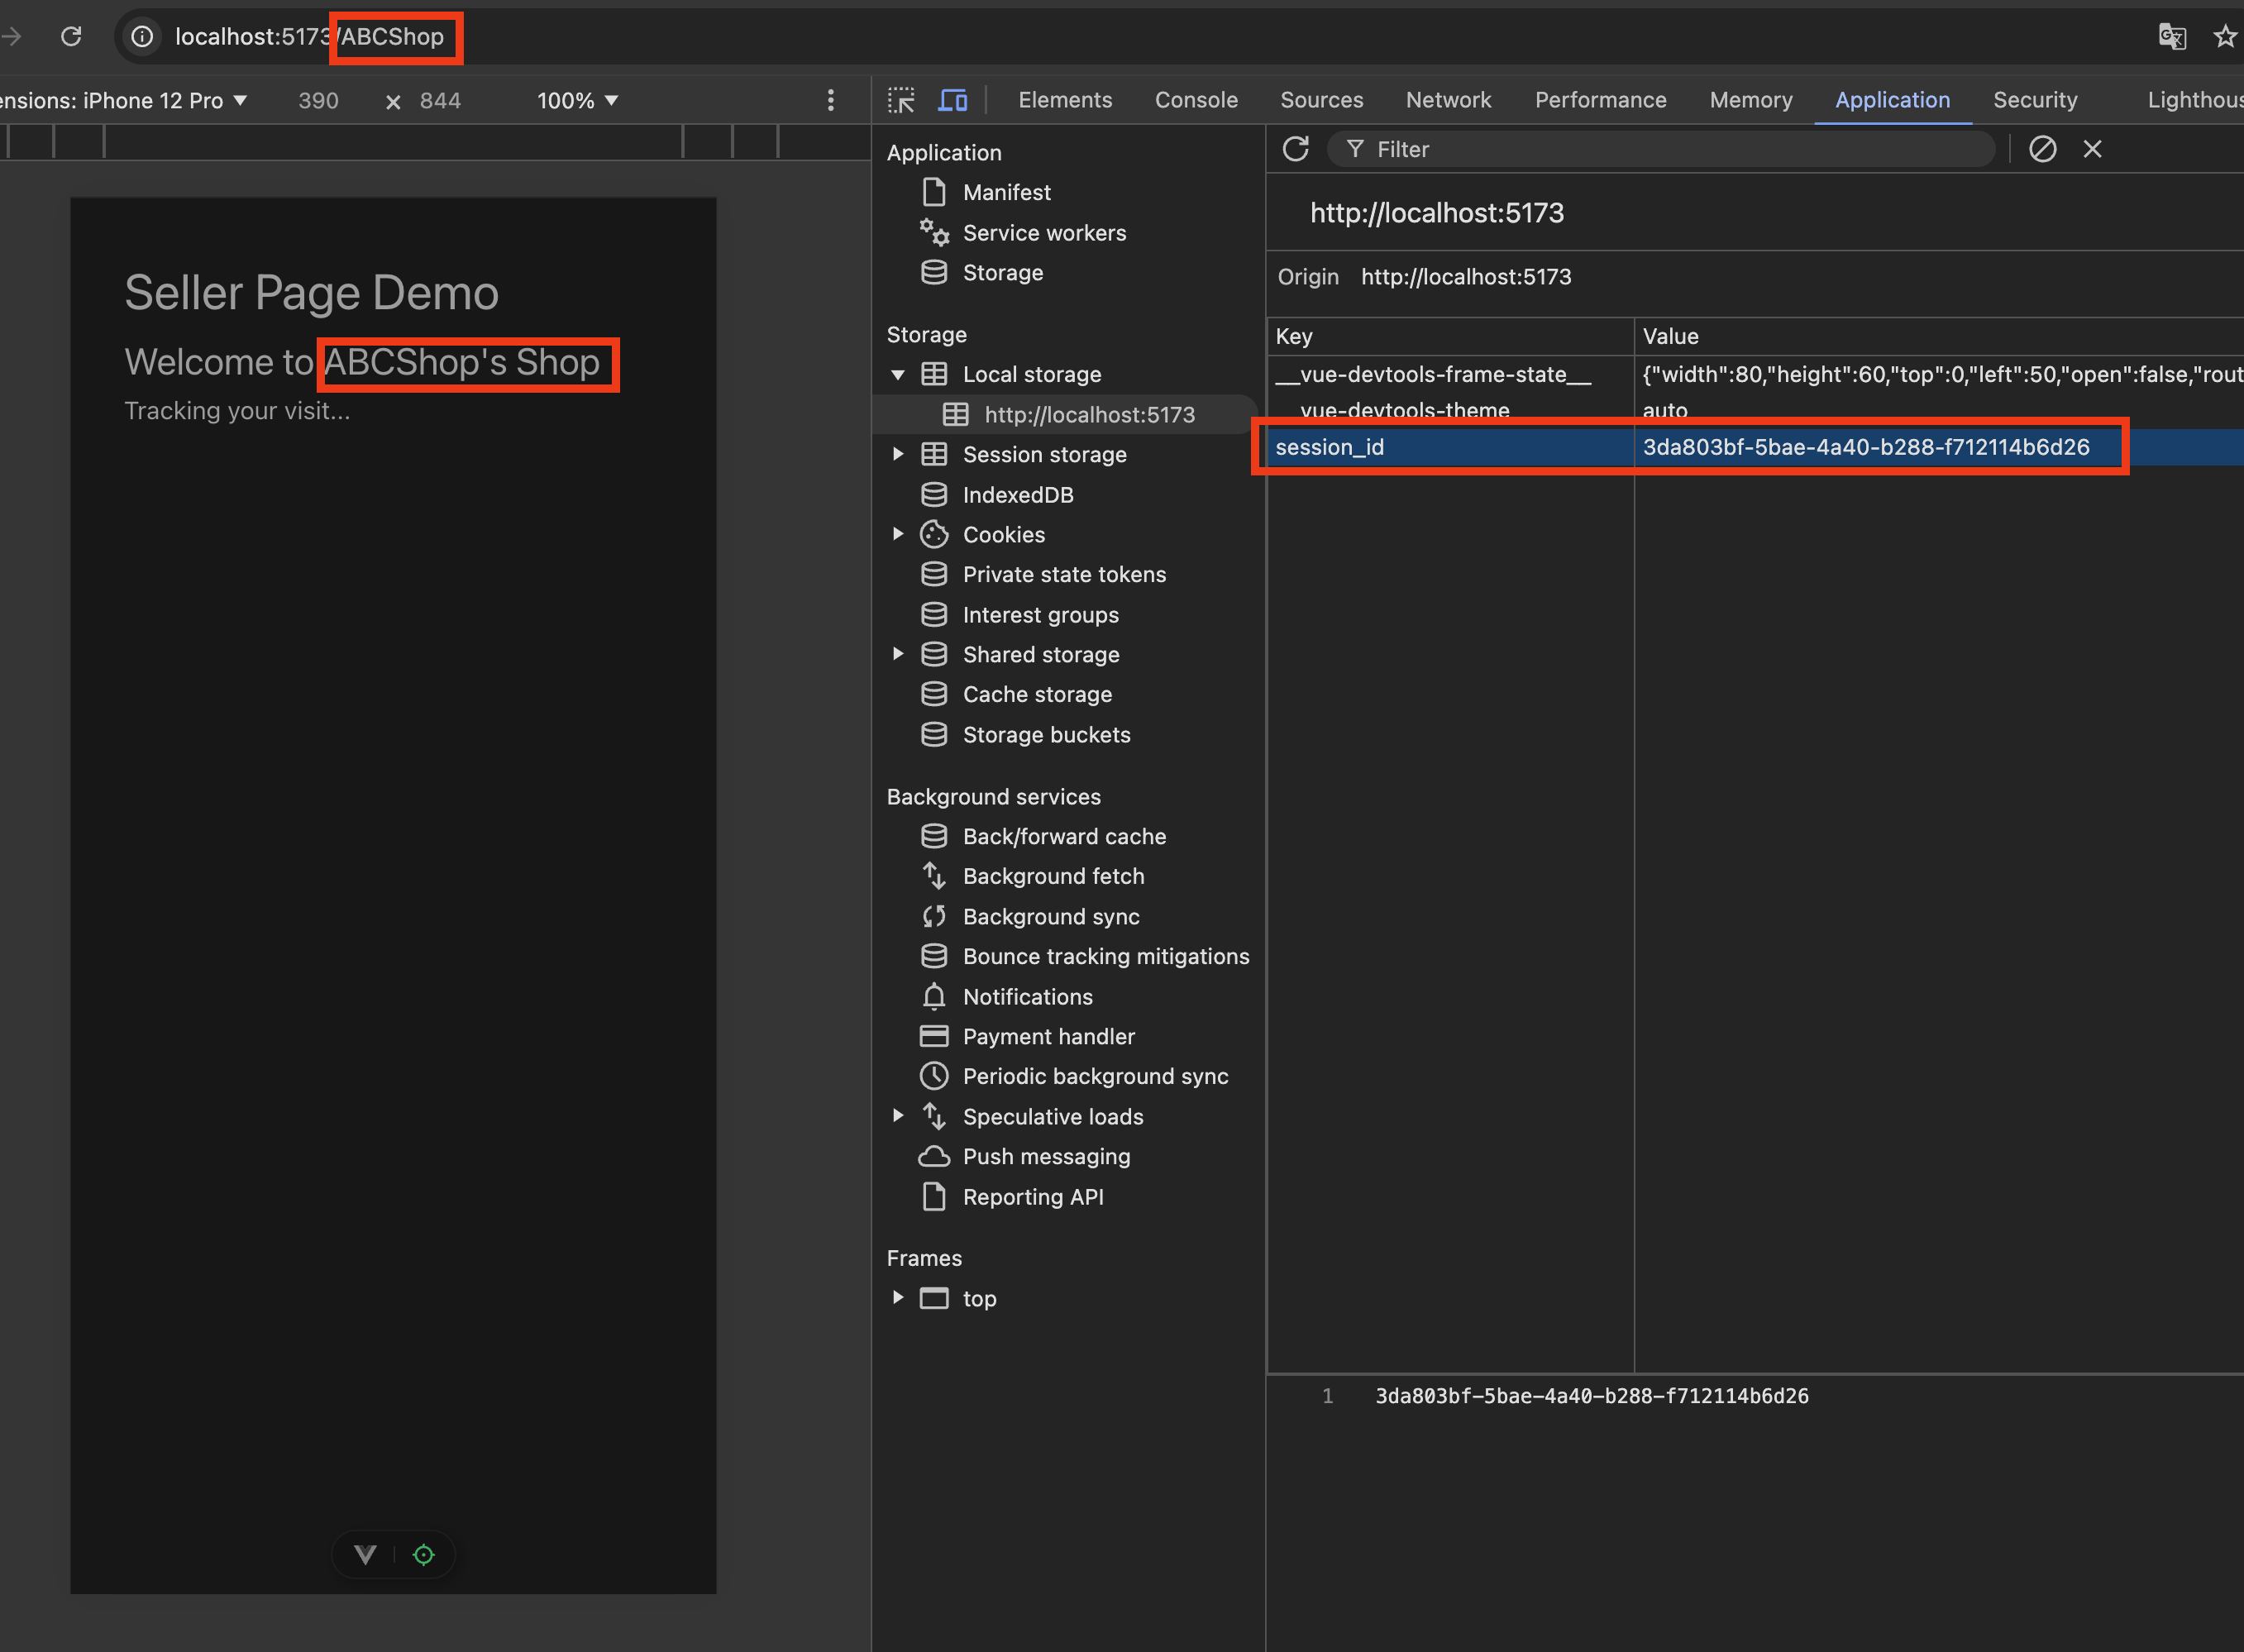 localhost:5173/ABCShop
ensions: iPhone 12 Pro ▼ 390 × 844 100% ▼
Elements Console Sources Network Performance Memory Application Security Lighthous
Seller Page Demo
Welcome to ABCShop's Shop
Tracking your visit...
Application
Manifest
Service workers
Storage
Storage
Local storage
http://localhost:5173
Session storage
IndexedDB
Cookies
Private state tokens
Interest groups
Shared storage
Cache storage
Storage buckets
Background services
Back/forward cache
Background fetch
Background sync
Bounce tracking mitigations
Notifications
Payment handler
Periodic background sync
Speculative loads
Push messaging
Reporting API
Frames
top
Filter
http://localhost:5173
Origin http://localhost:5173
Key Value
__vue-devtools-frame-state__ {"width":80,"height":60,"top":0,"left":50,"open":false,"rout
__vue-devtools-theme auto
session_id 3da803bf-5bae-4a40-b288-f712114b6d26
1 3da803bf-5bae-4a40-b288-f712114b6d26